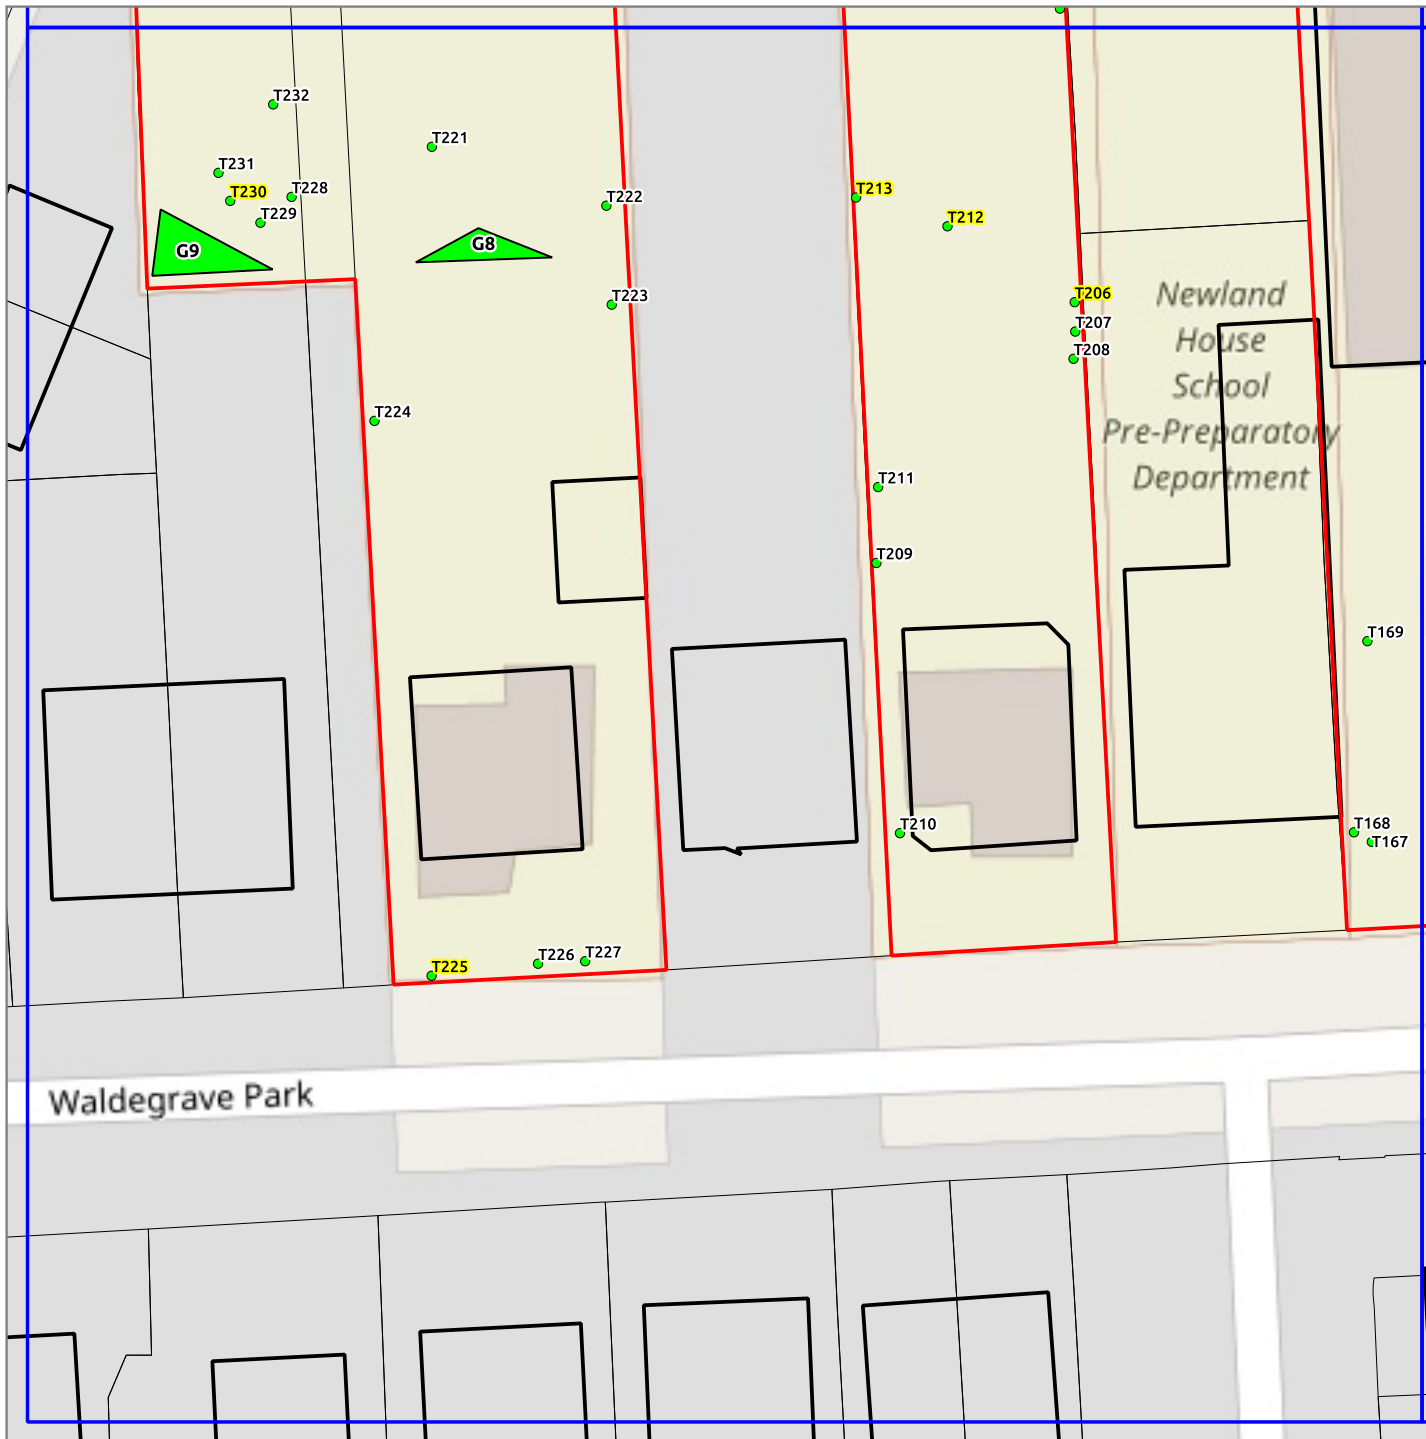 T232
T221
T231
T230
T228
T222
T213
T229
T212
G9
G8
T223
T206
T207
T208
Newland
House
School
Pre-Preparatory
Department
T224
T211
T209
T169
T210
T168
T167
T226
T227
T225
Waldegrave Park